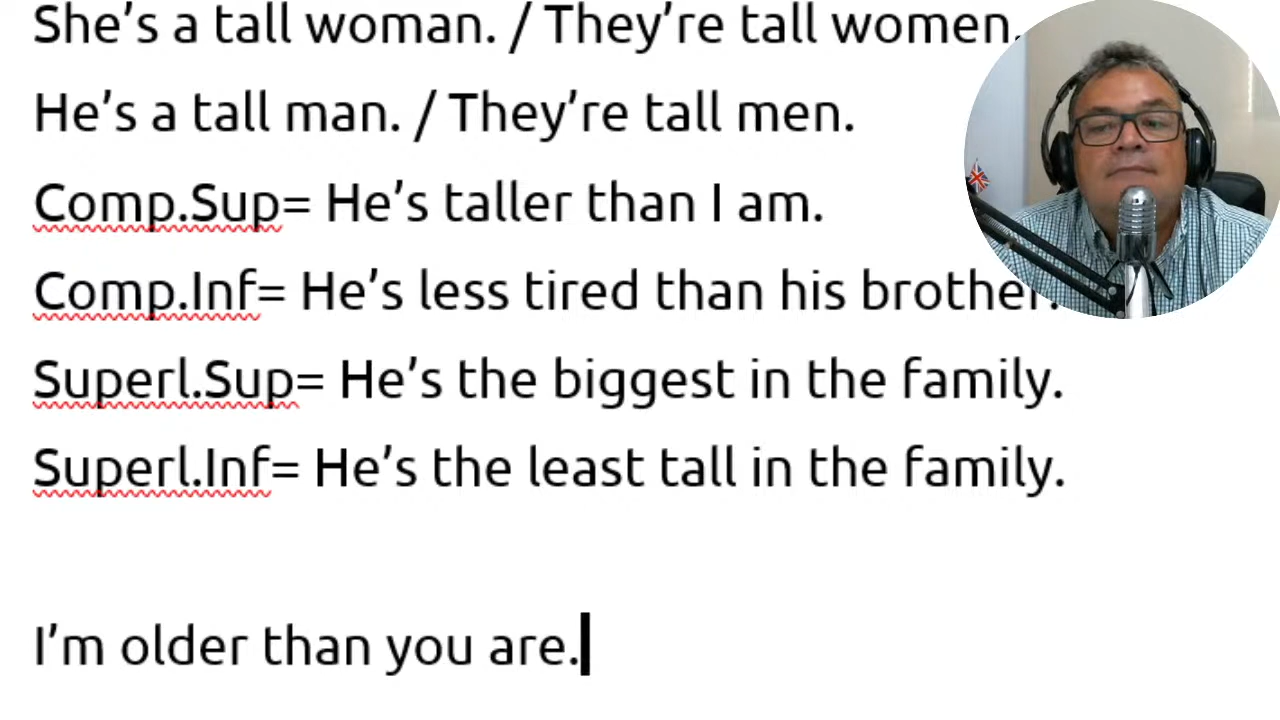 She’s a tall woman. / They’re tall women.
He’s a tall man. / They’re tall men.
Comp.Sup= He’s taller than I am.
Comp.Inf= He’s less tired than his brother.
Superl.Sup= He’s the biggest in the family.
Superl.Inf= He’s the least tall in the family.
I’m older than you are.